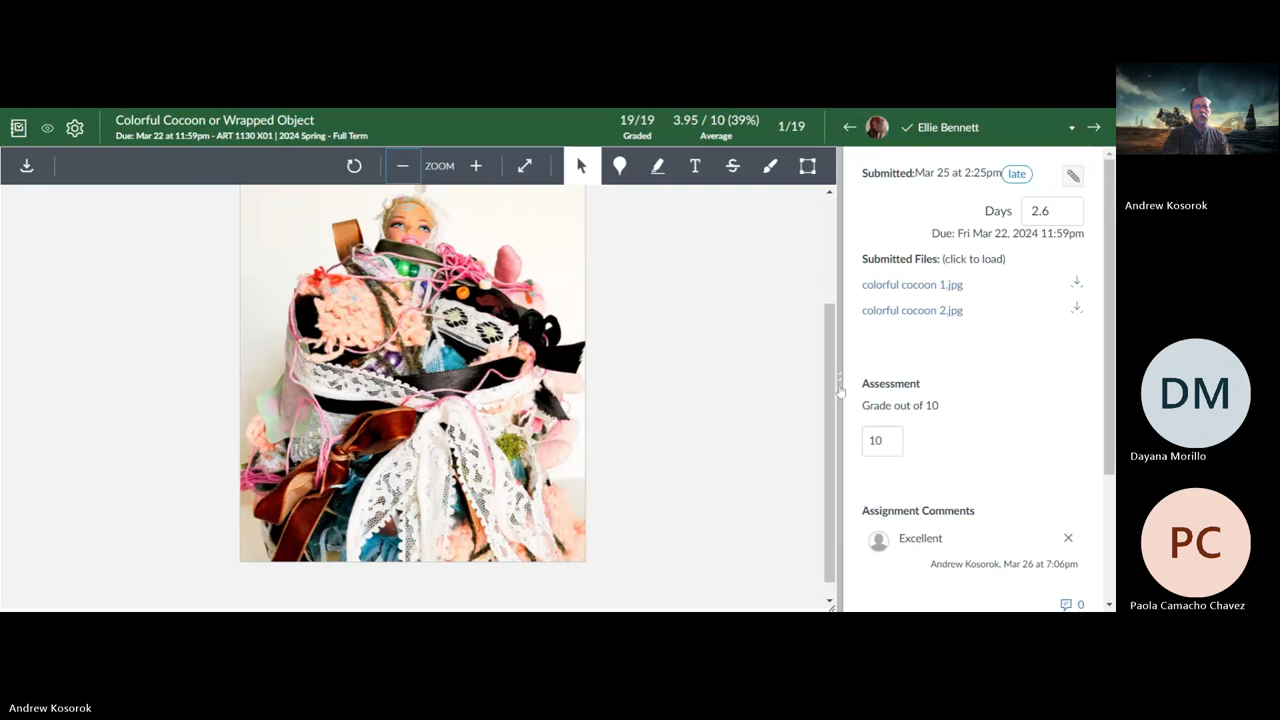 Colorful Cocoon or Wrapped Object
Due: Mar 22 at 11:59pm - ART 1130 X01 | 2024 Spring - Full Term
19/19
Graded
3.95 / 10 (39%)
Average
1/19
Ellie Bennett
ZOOM
T
S
Submitted:Mar 25 at 2:25pm
late
Days
2.6
Due: Fri Mar 22, 2024 11:59pm
Submitted Files: (click to load)
colorful cocoon 1.jpg
colorful cocoon 2.jpg
Assessment
Grade out of 10
10
Assignment Comments
Excellent
Andrew Kosorok, Mar 26 at 7:06pm
0
Andrew Kosorok
DM
Dayana Morillo
PC
Paola Camacho Chavez
Andrew Kosorok